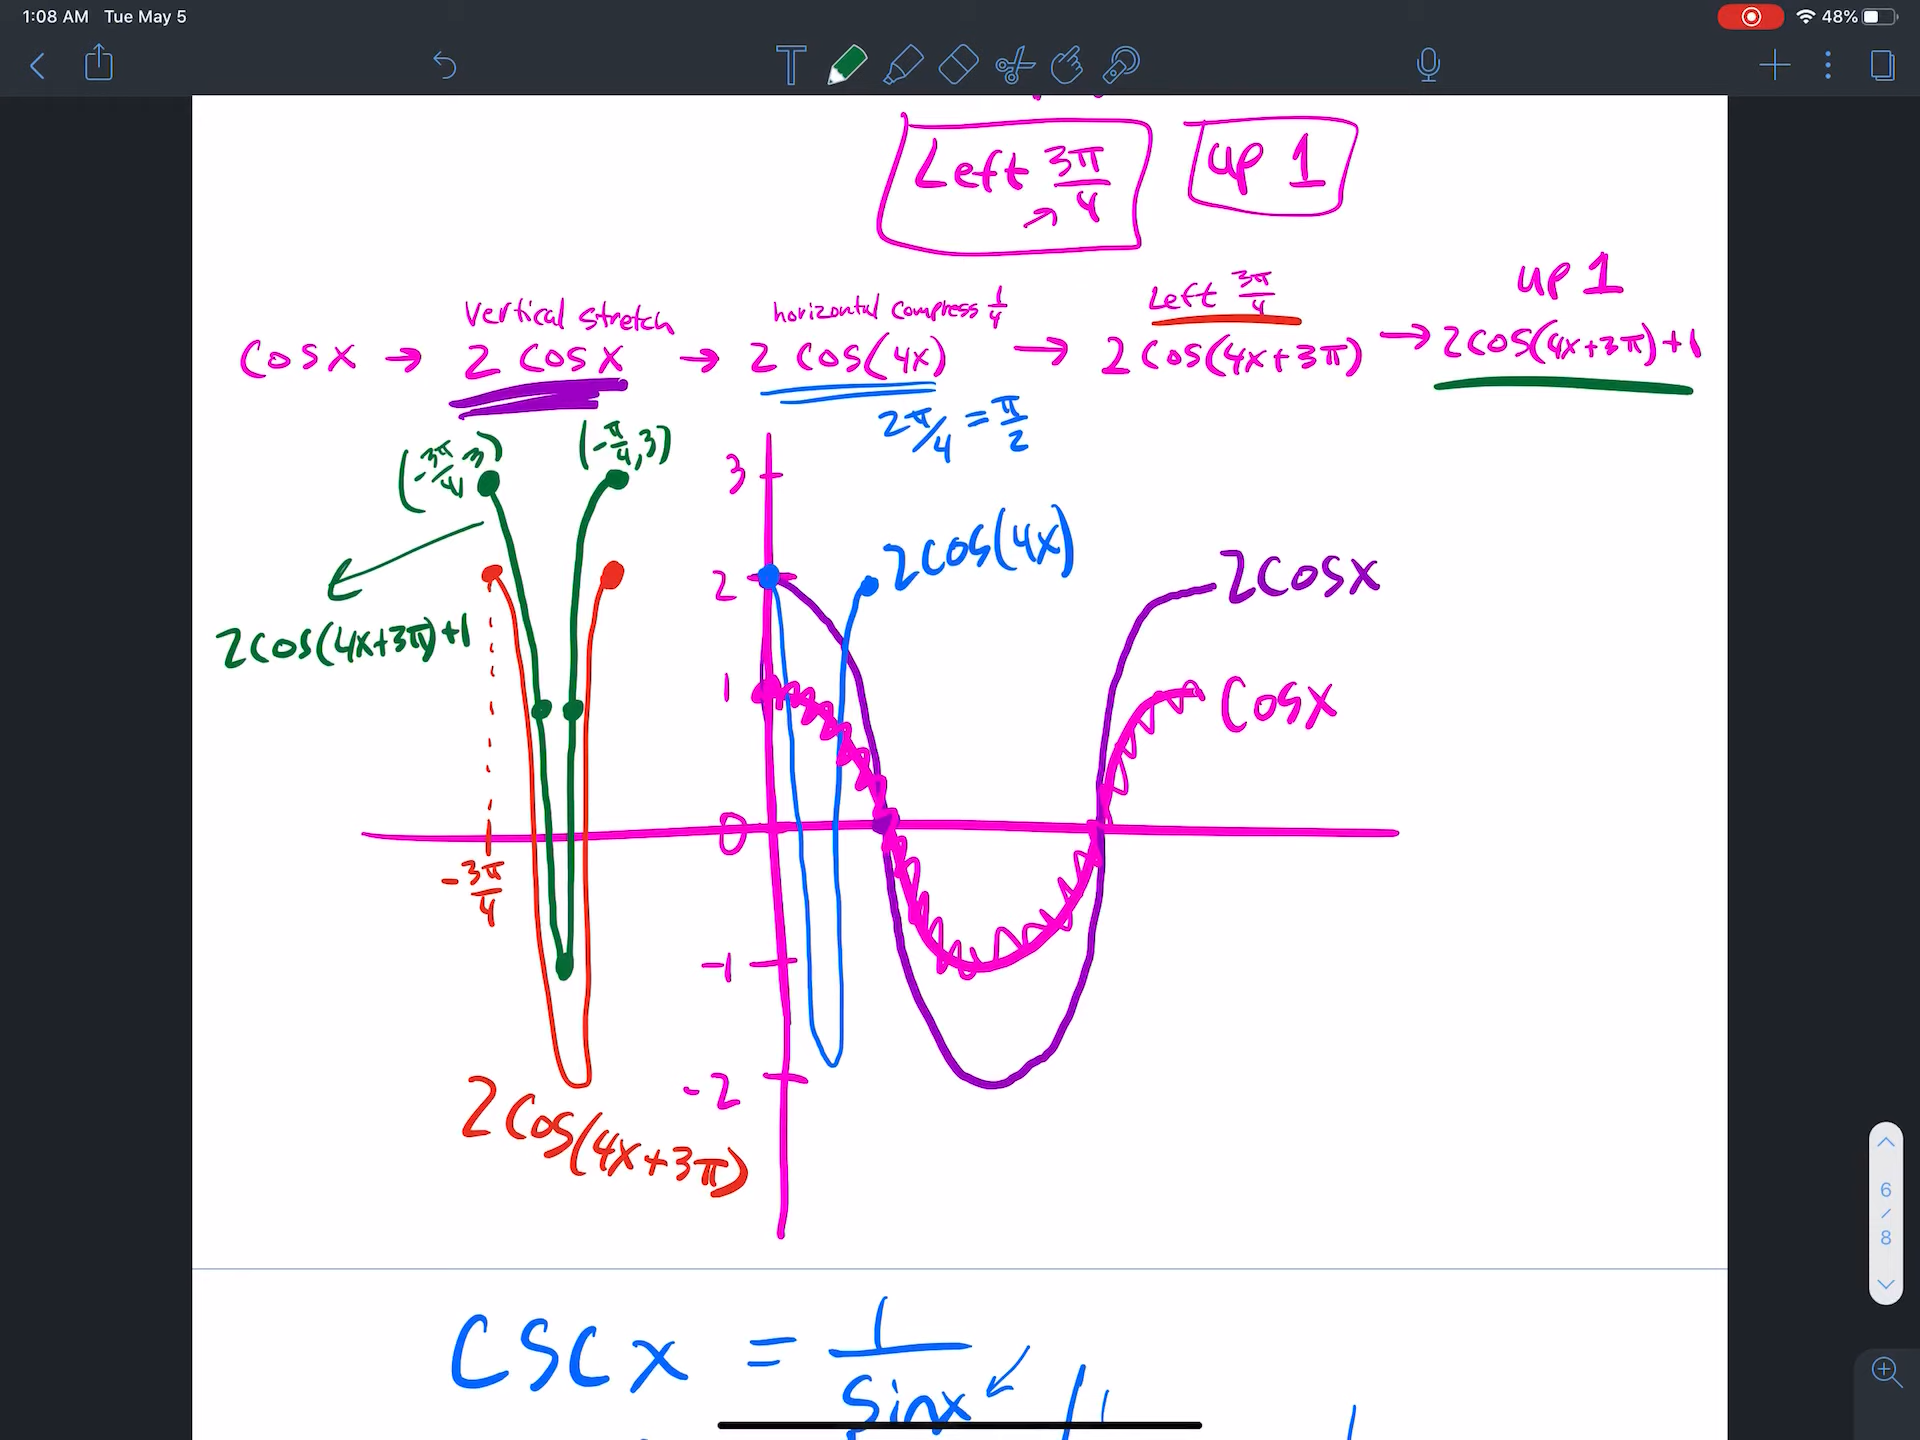 1:08 AM Tue May 5
48%
Left 3π/4
up 1
up 1
vertical stretch
horizontal compress 1/4
Left 3π/4
cos x → 2 cos x → 2 cos(4x) → 2 cos(4x+3π) → 2cos(4x+3π)+1
2π/4 = π/2
(-3π/4, 3)
(-π/4, 3)
3
2cos(4x)
2cosx
2
2cos(4x+3π)+1
1
cosx
0
-3π/4
-1
-2
2cos(4x+3π)
6
/
8
csc x = 1/sinx